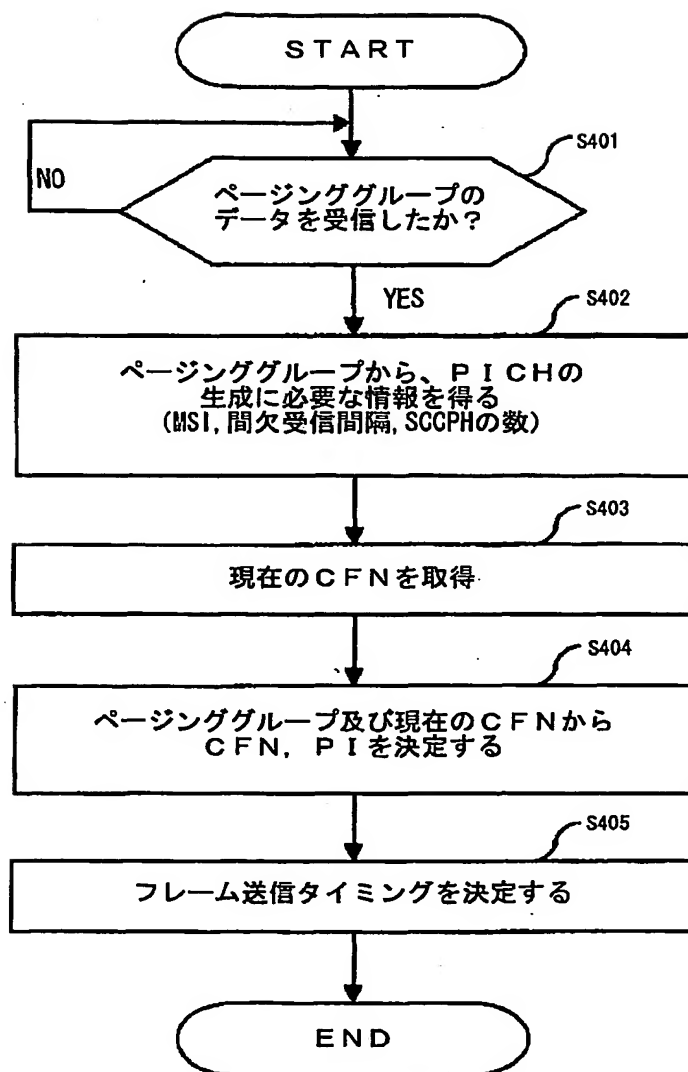 START
S401
NO
ページンググループの
データを受信したか?
YES
S402
ページンググループから、PICHの
生成に必要な情報を得る
(MSI,間欠受信間隔,SCCPHの数)
S403
現在のCFNを取得
S404
ページンググループ及び現在のCFNから
CFN, PIを決定する
S405
フレーム送信タイミングを決定する
END